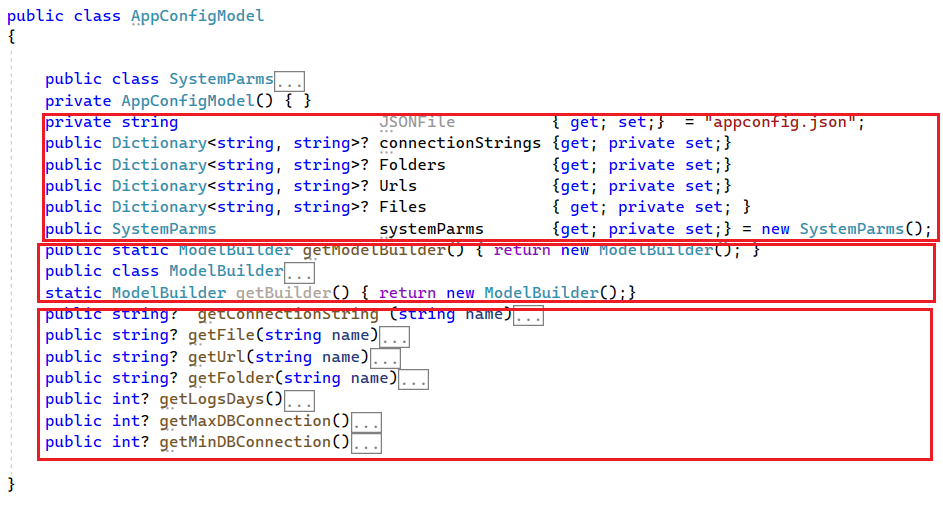 public class AppConfigModel
{
public class SystemParms...
private AppConfigModel() { }
private string JSONFile { get; set;} = "appconfig.json";
public Dictionary<string, string>? connectionStrings {get; private set;}
public Dictionary<string, string>? Folders {get; private set;}
public Dictionary<string, string>? Urls {get; private set;}
public Dictionary<string, string>? Files { get; private set; }
public SystemParms systemParms {get; private set;} = new SystemParms();
public static ModelBuilder getModelBuilder() { return new ModelBuilder(); }
public class ModelBuilder...
static ModelBuilder getBuilder() { return new ModelBuilder();}
public string? getConnectionString (string name)...
public string? getFile(string name)...
public string? getUrl(string name)...
public string? getFolder(string name)...
public int? getLogsDays()...
public int? getMaxDBConnection()...
public int? getMinDBConnection()...
}